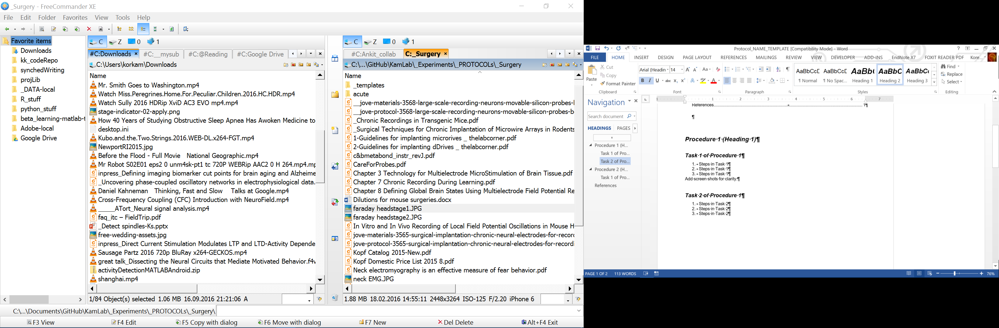 _Surgery - FreeCommander XE
File Edit Folder Favorites View Tools Help
Favorite items
Downloads
kk_codeRepo
synchedWriting
projLib
_DATA-local
R_stuff
python_stuff
beta_learning-matlab-t
Adobe-local
Google Drive
C Z 0 1
#C:Downloads #C:__mysub #C:@Reading #C:Google Drive
C:\Users\korkam\Downloads
Name
Mr. Smith Goes to Washington.mp4
Watch Miss.Peregrines.Home.For.Peculiar.Children.2016.HC.HDR.mp4
Watch Sully 2016 HDRip XviD AC3 EVO mp4.mp4
stage-indicator-02-apply.png
How 40 Years of Studying Obstructive Sleep Apnea Has Awoken Medicine to
desktop.ini
Kubo.and.the.Two.Strings.2016.WEB-DL.x264-FGT.mp4
NewportRI2015.jpg
Before the Flood - Full Movie National Geographic.mp4
Mr Robot S02E01 eps2 0 unm4sk-pt1 tc 720P WEBRip AAC2 0 H 264.mp4.mp
inpress_Defining imaging biomarker cut points for brain aging and Alzheime
_Uncovering phase-coupled oscillatory networks in electrophysiological data.
Daniel Kahneman Thinking, Fast and Slow Talks at Google.mp4
Cross-Frequency Coupling (CFC) Introduction with NeuroField.mp4
_____ATort_Neural signal analysis.mp4
faq_itc – FieldTrip.pdf
_Detect spindles-Ks.pptx
free-wedding-assets.jpg
inpress_Direct Current Stimulation Modulates LTP and LTD-Activity Depende
Sausage Partz 2016 720p BluRay x264-GECKOS.mp4
great talk_Dissecting the Neural Circuits that Mediate Motivated Behavior.f4v
activityDetectionMATLABAndroid.zip
shanghai.mp4
1/84 Object(s) selected 1.06 MB 16.09.2016 21:21:06 A
C Z 0 1
#C:Ankit_collab C:_Surgery
C:\...\GitHub\KamLab\_Experiments\_PROTOCOLs\_Surgery
Name
_templates
acute
__jove-materials-3568-large-scale-recording-neurons-movable-silicon-probes-l
__jove-protocol-3568-large-scale-recording-neurons-movable-silicon-probes-b
_Chronic Recordings in Transgenic Mice.pdf
_Surgical Techniques for Chronic Implantation of Microwire Arrays in Rodents
1-Guidelines for implanting microrives _ thelabcorner.pdf
2-Guidelines for implanting dDrives _ thelabcorner.pdf
c&bmetabond_instr_revJ.pdf
CareForProbes.pdf
Chapter 3 Technology for Multielectrode MicroStimulation of Brain Tissue.pdf
Chapter 7 Chronic Recording During Learning.pdf
Chapter 8 Defining Global Brain States Using Multielectrode Field Potential Re
Dilutions for mouse surgeries.docx
faraday headstage1.JPG
faraday headstage2.JPG
In Vitro and In Vivo Recording of Local Field Potential Oscillations in Mouse H
jove-materials-3565-surgical-implantation-chronic-neural-electrodes-for-recor
jove-protocol-3565-surgical-implantation-chronic-neural-electrodes-for-recordi
Kopf Catalog 2015-New.pdf
Kopf Domestic Price List 2015 8.pdf
Neck electromyography is an effective measure of fear behavior.pdf
neck EMG.JPG
1.88 MB 18.02.2016 14:55:11 2448x3264 ISO-125 F/2.20 iPhone 6
C:\...\Documents\GitHub\KamLab\_Experiments\_PROTOCOLs\_Surgery\
F3 View F4 Edit F5 Copy with dialog F6 Move with dialog F7 New Del Delete Alt+F4 Exit
Protocol_NAME_TEMPLATE [Compatibility Mode] - Word
FILE HOME INSERT DESIGN PAGE LAYOUT REFERENCES MAILINGS REVIEW VIEW DEVELOPER ADD-INS EndNote X7 FOXIT READER PDF Kore...
Paste
Cut
Copy
Format Painter
Clipboard
Arial (Headin 14
Font
Paragraph
AaBbCcD AaBbCcD AaBb( AaBbC AaBbC
¶ Normal ¶ No Spac... Heading 1 Heading 2 Heading 3
Styles
Find
Replace
Select
Editing
Navigation
Search document
HEADINGS PAGES
Procedure 1 (H...
Task 1 of Pro...
Task 2 of Pro...
Procedure 2 (H...
Task 1 of Pro...
References
1 1 2 3 4 5 6 7
References 1¶
¶
Procedure·1·(Heading·1)¶
Task·1·of·Procedure·1¶
1.→Steps·in·Task·1¶
2.→Steps·in·Task·1¶
3.→Steps·in·Task·1¶
Add·screen·shots·for·clarity.¶
Task·2·of·Procedure·1¶
1.→Steps·in·Task·2¶
2.→Steps·in·Task·2¶
3.→Steps·in·Task·2¶
PAGE 1 OF 2 113 WORDS 76%